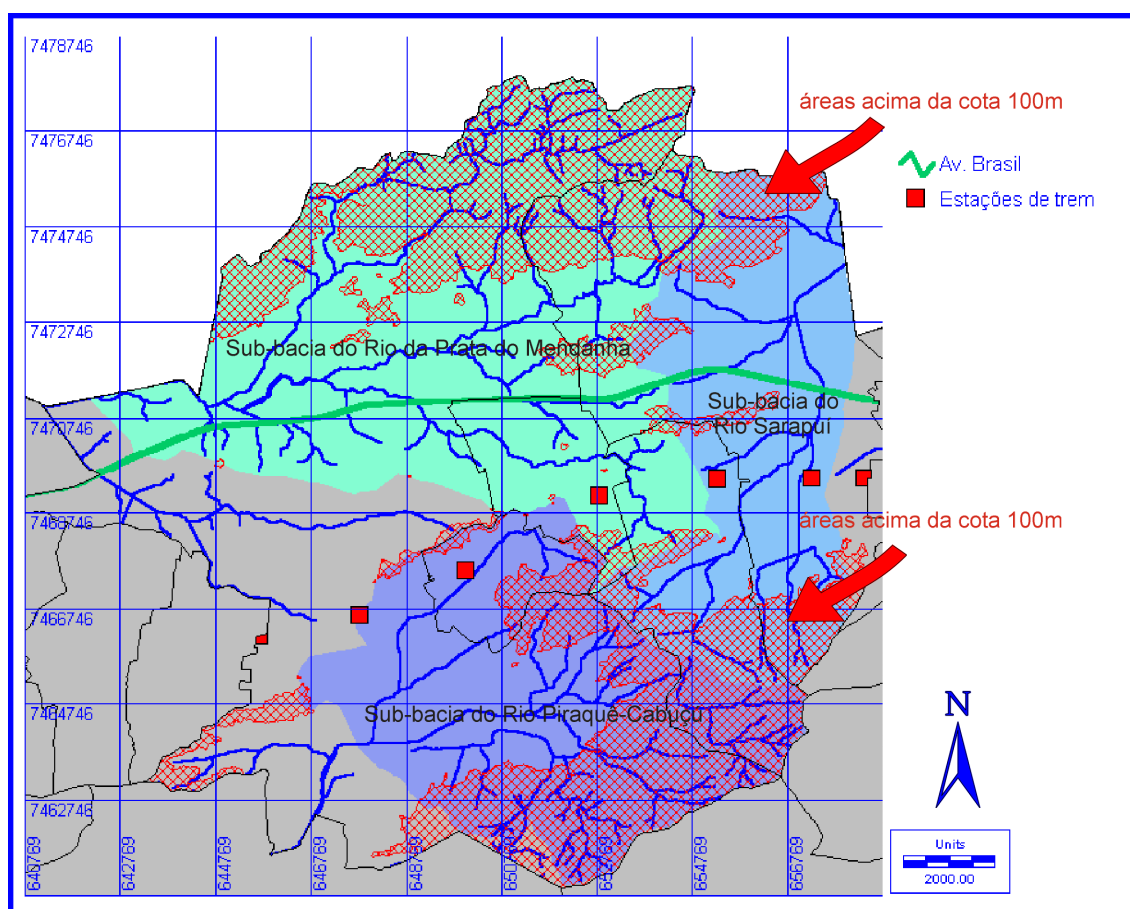 7478746
áreas acima da cota 100m
7476746
Av. Brasil
Estações de trem
7474746
7472746
Sub-bacia do Rio da Prata do Mendanha
Sub-bacia do
Rio Sarapuí
7470746
7468746
áreas acima da cota 100m
7466746
7464746
Sub-bacia do Rio Piraquê-Cabuçu
N
7462746
640769
642769
644769
646769
648769
650769
652769
654769
656769
Units
2000.00